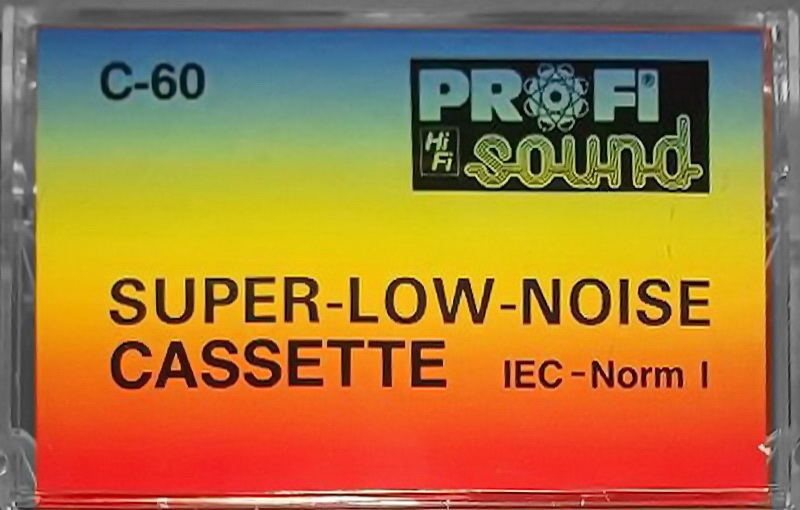 C-60
PROFI®
Hi
Fi
sound
SUPER-LOW-NOISE
CASSETTE IEC-Norm I